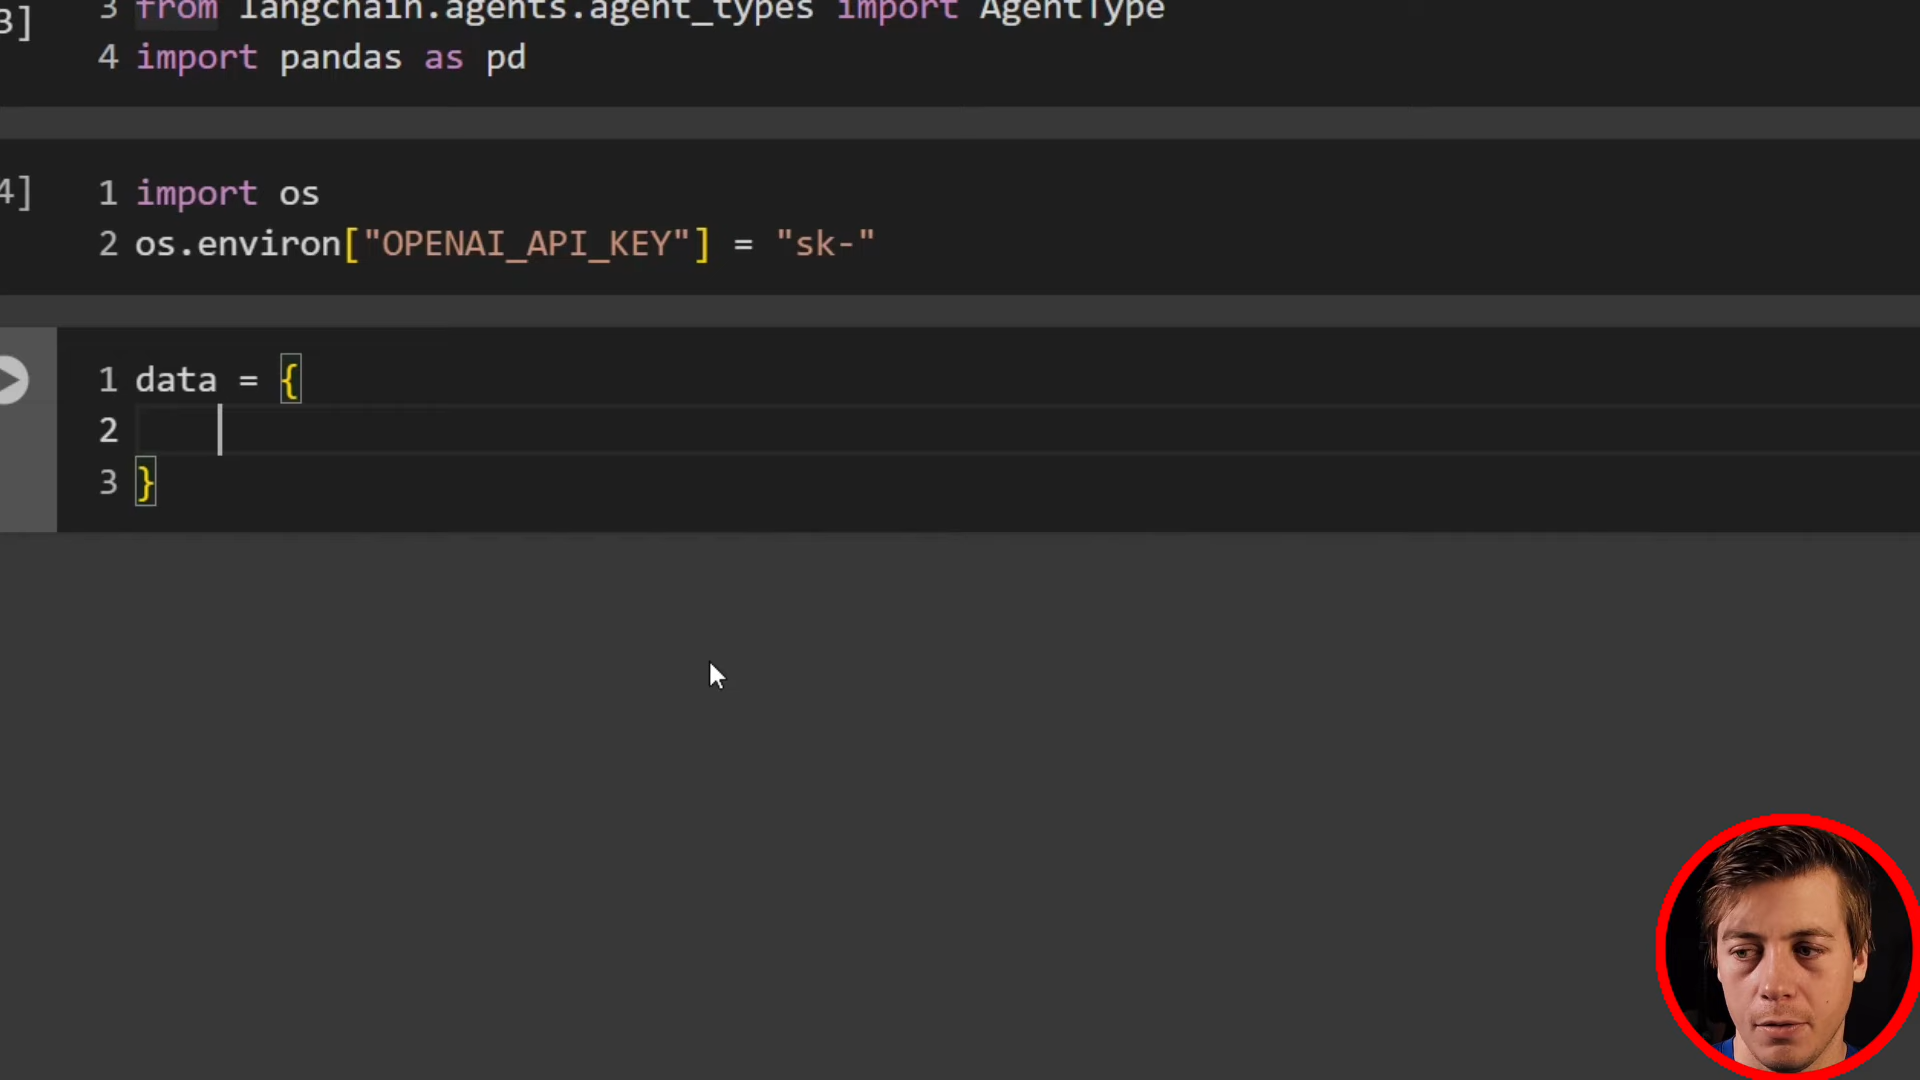 3]
3 from langchain.agents.agent_types import AgentType
4 import pandas as pd
4]
1 import os
2 os.environ["OPENAI_API_KEY"] = "sk-"
1 data = {
2
3 }